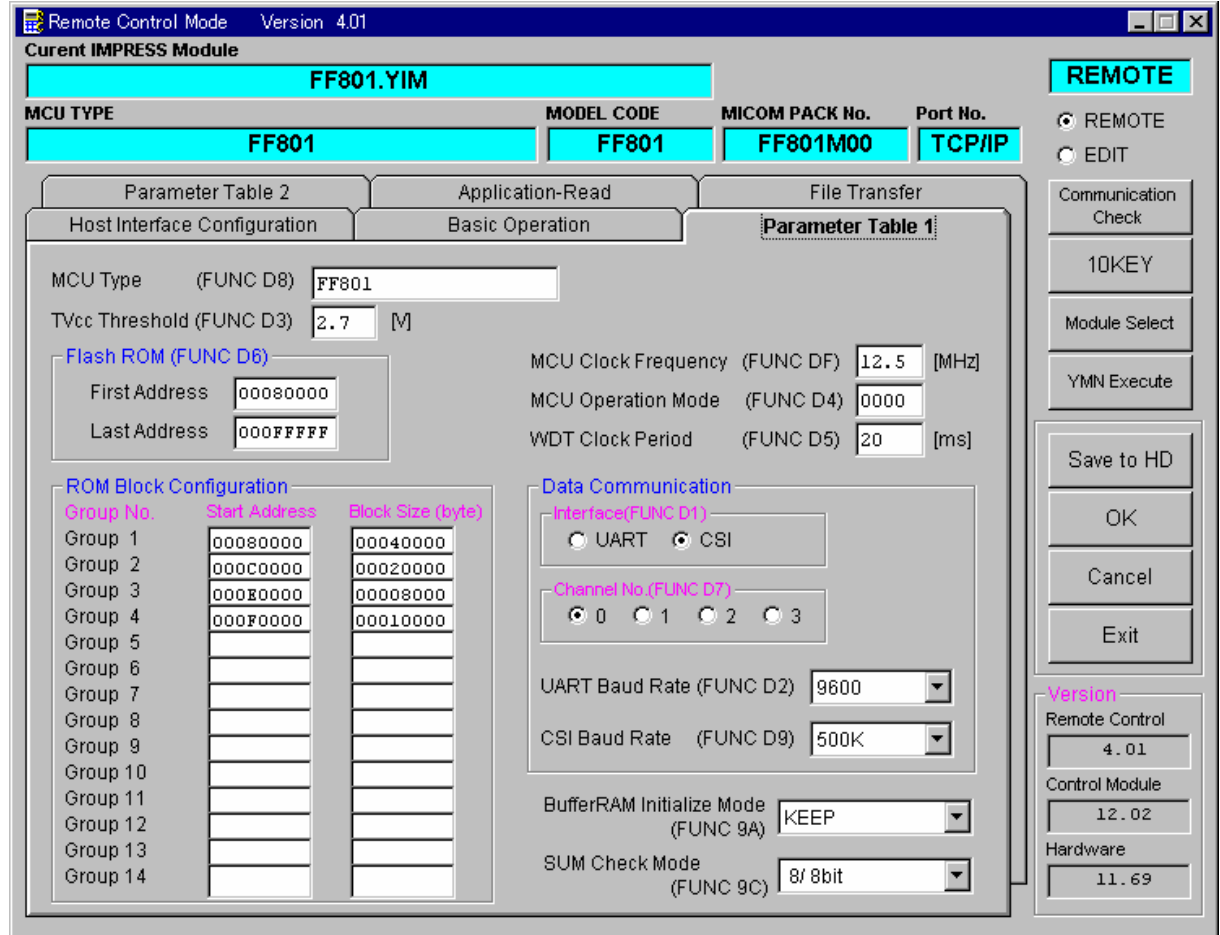 Remote Control Mode Version 4.01
Curent IMPRESS Module
FF801.YIM
REMOTE
MCU TYPE MODEL CODE MICOM PACK No. Port No.
FF801 FF801 FF801M00 TCP/IP
REMOTE
EDIT
Parameter Table 2 Application-Read File Transfer
Host Interface Configuration Basic Operation Parameter Table 1
MCU Type (FUNC D8) FF801
TVcc Threshold (FUNC D3) 2.7 [V]
Flash ROM (FUNC D6)
First Address 00080000
Last Address 000FFFFF
MCU Clock Frequency (FUNC DF) 12.5 [MHz]
MCU Operation Mode (FUNC D4) 0000
WDT Clock Period (FUNC D5) 20 [ms]
ROM Block Configuration
Group No. Start Address Block Size (byte)
Group 1 00080000 00040000
Group 2 000C0000 00020000
Group 3 000E0000 00008000
Group 4 000F0000 00010000
Group 5
Group 6
Group 7
Group 8
Group 9
Group 10
Group 11
Group 12
Group 13
Group 14
Data Communication
Interface(FUNC D1)
UART CSI
Channel No.(FUNC D7)
0 1 2 3
UART Baud Rate (FUNC D2) 9600
CSI Baud Rate (FUNC D9) 500K
BufferRAM Initialize Mode
(FUNC 9A) KEEP
SUM Check Mode
(FUNC 9C) 8/ 8bit
Communication
Check
10KEY
Module Select
YMN Execute
Save to HD
OK
Cancel
Exit
Version
Remote Control
4.01
Control Module
12.02
Hardware
11.69